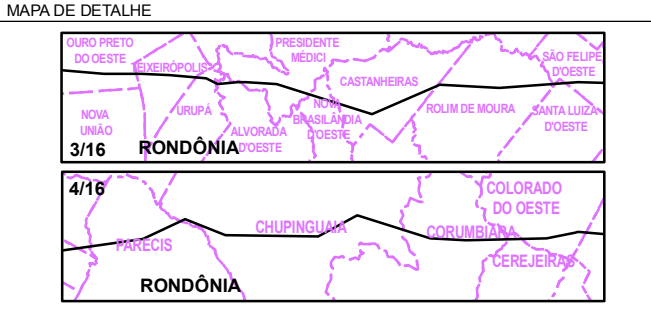 MAPA DE DETALHE
OURO PRETO
DO OESTE
TEIXEIRÓPOLIS
PRESIDENTE
MÉDICI
CASTANHEIRAS
SÃO FELIPE
D'OESTE
NOVA
UNIÃO
URUPÁ
ALVORADA
D'OESTE
NOVA
BRASILÂNDIA
D'OESTE
ROLIM DE MOURA
SANTA LUZIA
D'OESTE
3/16
RONDÔNIA
4/16
PARECIS
CHUPINGUAIA
COLORADO
DO OESTE
CORUMBIARA
CEREJEIRAS
RONDÔNIA